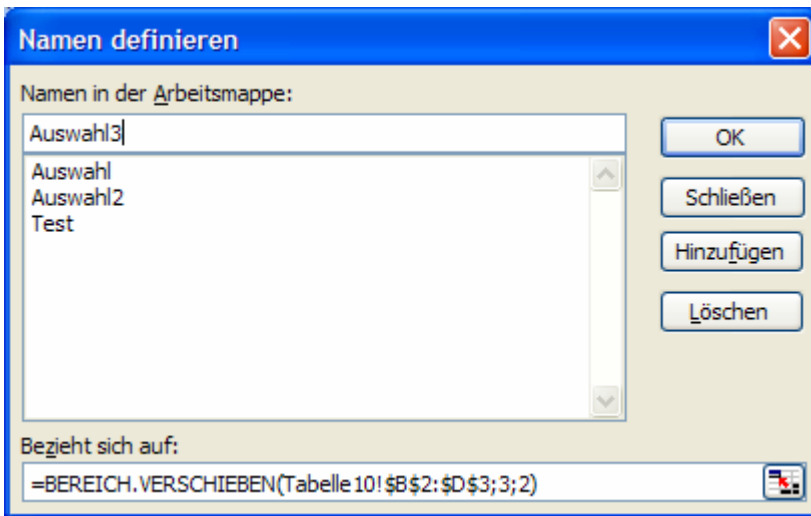 Namen definieren
Namen in der Arbeitsmappe:
Auswahl3
OK
Auswahl
Auswahl2
Test
Schließen
Hinzufügen
Löschen
Bezieht sich auf:
=BEREICH.VERSCHIEBEN(Tabelle10!$B$2:$D$3;3;2)